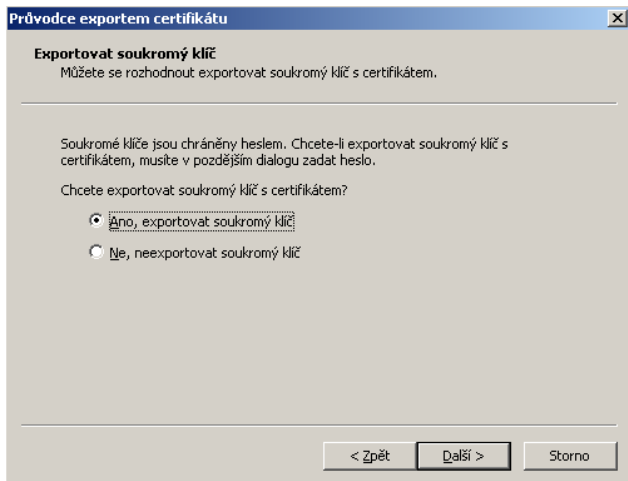 Průvodce exportem certifikátu
Exportovat soukromý klíč
Můžete se rozhodnout exportovat soukromý klíč s certifikátem.
Soukromé klíče jsou chráněny heslem. Chcete-li exportovat soukromý klíč s
certifikátem, musíte v pozdějším dialogu zadat heslo.
Chcete exportovat soukromý klíč s certifikátem?
Ano, exportovat soukromý klíč
Ne, neexportovat soukromý klíč
< Zpět
Další >
Storno